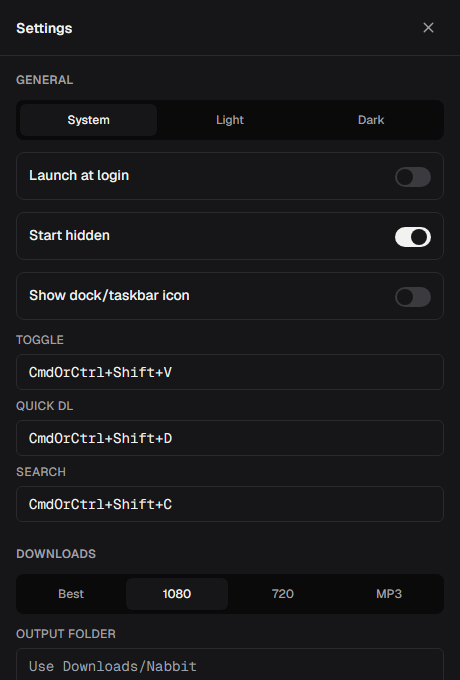 Settings
GENERAL
System Light Dark
Launch at login
Start hidden
Show dock/taskbar icon
TOGGLE
CmdOrCtrl+Shift+V
QUICK DL
CmdOrCtrl+Shift+D
SEARCH
CmdOrCtrl+Shift+C
DOWNLOADS
Best 1080 720 MP3
OUTPUT FOLDER
Use Downloads/Nabbit